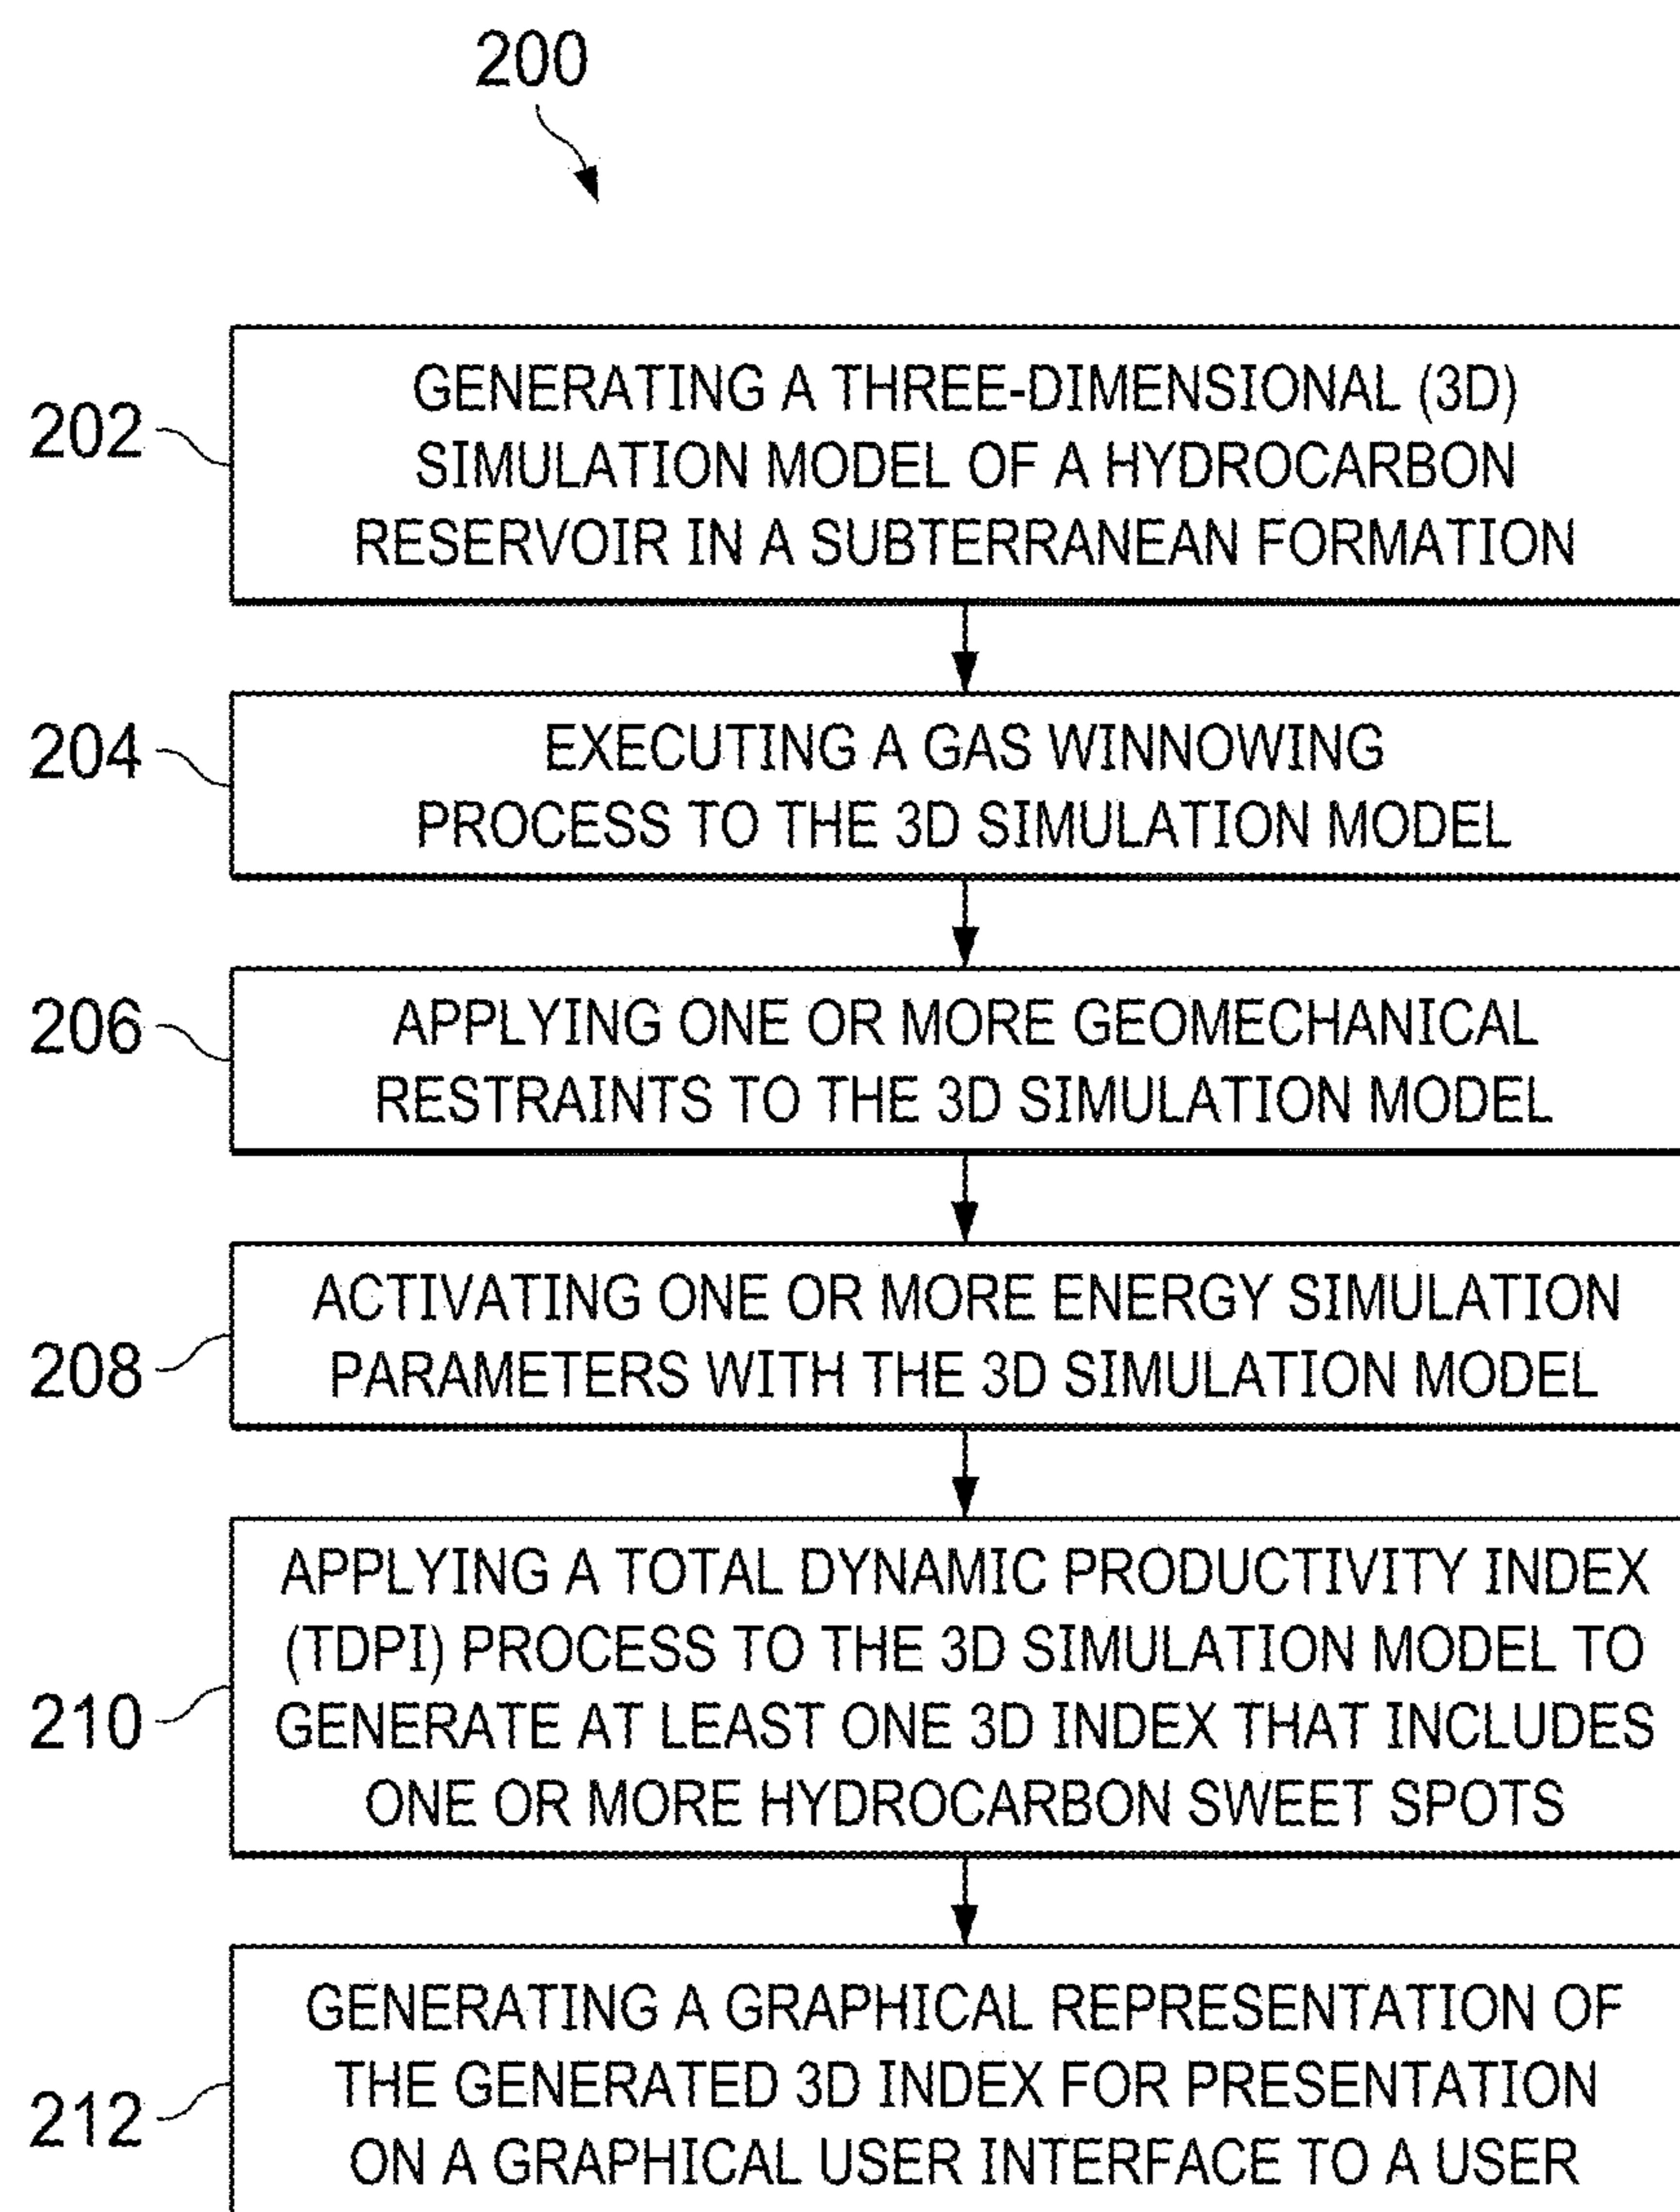 200
202
GENERATING A THREE-DIMENSIONAL (3D)
SIMULATION MODEL OF A HYDROCARBON
RESERVOIR IN A SUBTERRANEAN FORMATION
204
EXECUTING A GAS WINNOWING
PROCESS TO THE 3D SIMULATION MODEL
206
APPLYING ONE OR MORE GEOMECHANICAL
RESTRAINTS TO THE 3D SIMULATION MODEL
208
ACTIVATING ONE OR MORE ENERGY SIMULATION
PARAMETERS WITH THE 3D SIMULATION MODEL
210
APPLYING A TOTAL DYNAMIC PRODUCTIVITY INDEX
(TDPI) PROCESS TO THE 3D SIMULATION MODEL TO
GENERATE AT LEAST ONE 3D INDEX THAT INCLUDES
ONE OR MORE HYDROCARBON SWEET SPOTS
212
GENERATING A GRAPHICAL REPRESENTATION OF
THE GENERATED 3D INDEX FOR PRESENTATION
ON A GRAPHICAL USER INTERFACE TO A USER